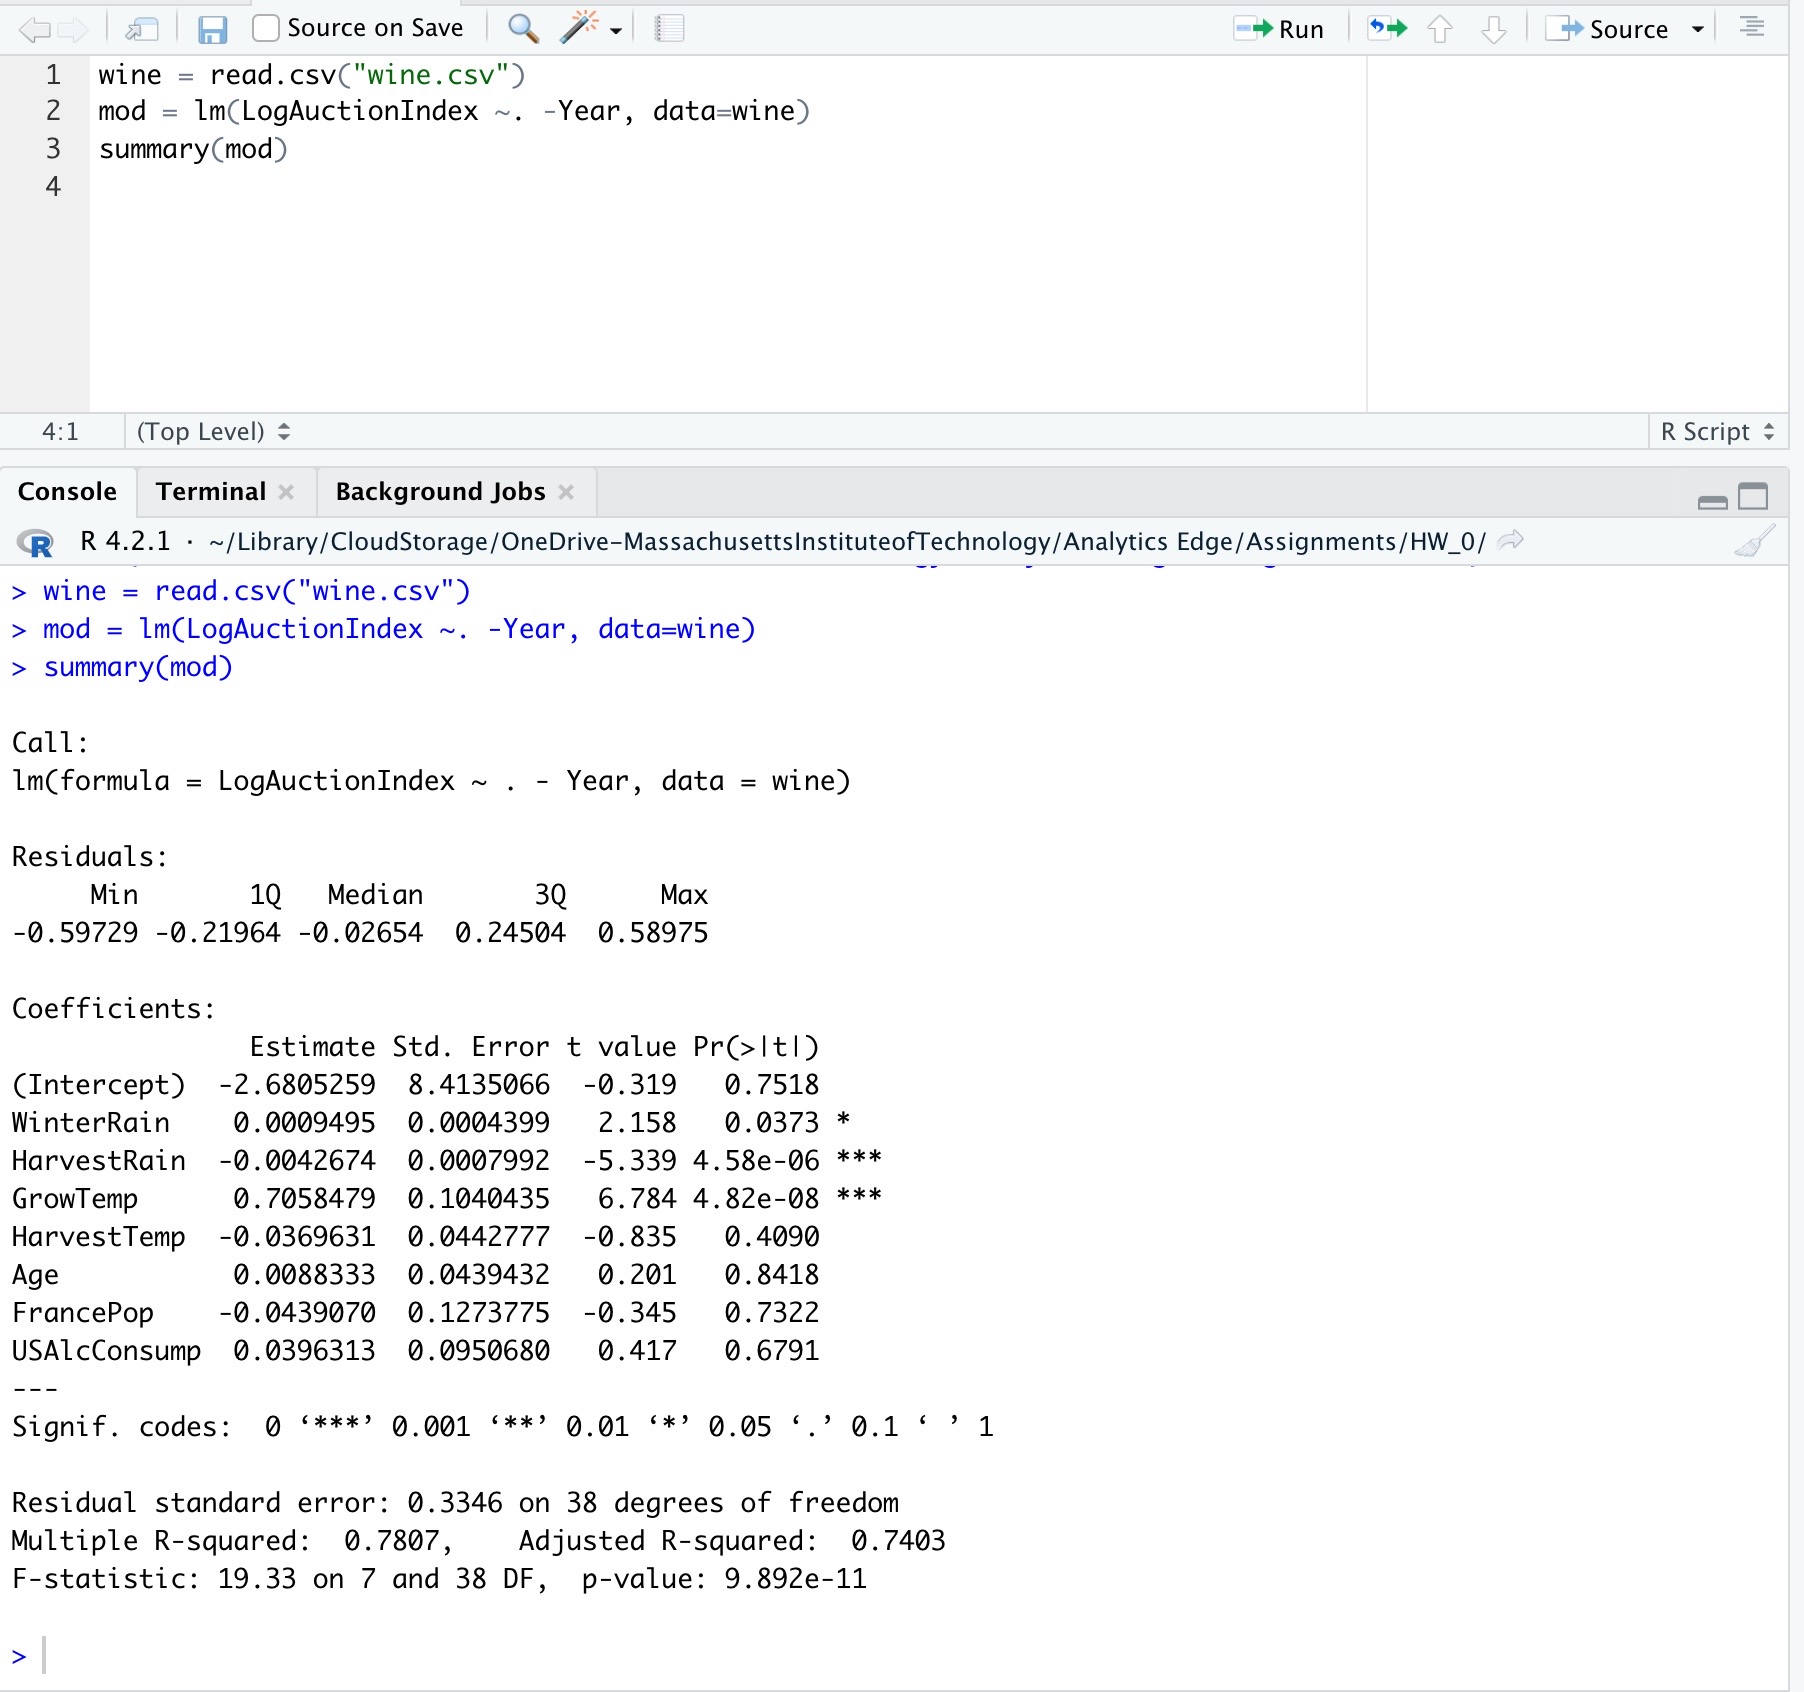 Source on Save
Run
Source
1 wine = read.csv("wine.csv")
2 mod = lm(LogAuctionIndex ~. -Year, data=wine)
3 summary(mod)
4
4:1 (Top Level) R Script
Console Terminal Background Jobs
R 4.2.1 · ~/Library/CloudStorage/OneDrive-MassachusettsInstituteofTechnology/Analytics Edge/Assignments/HW_0/
> wine = read.csv("wine.csv")
> mod = lm(LogAuctionIndex ~. -Year, data=wine)
> summary(mod)
Call:
lm(formula = LogAuctionIndex ~ . - Year, data = wine)
Residuals:
Min 1Q Median 3Q Max
-0.59729 -0.21964 -0.02654 0.24504 0.58975
Coefficients:
Estimate Std. Error t value Pr(>|t|)
(Intercept) -2.6805259 8.4135066 -0.319 0.7518
WinterRain 0.0009495 0.0004399 2.158 0.0373 *
HarvestRain -0.0042674 0.0007992 -5.339 4.58e-06 ***
GrowTemp 0.7058479 0.1040435 6.784 4.82e-08 ***
HarvestTemp -0.0369631 0.0442777 -0.835 0.4090
Age 0.0088333 0.0439432 0.201 0.8418
FrancePop -0.0439070 0.1273775 -0.345 0.7322
USAlcConsump 0.0396313 0.0950680 0.417 0.6791
---
Signif. codes: 0 ‘***’ 0.001 ‘**’ 0.01 ‘*’ 0.05 ‘.’ 0.1 ‘ ’ 1
Residual standard error: 0.3346 on 38 degrees of freedom
Multiple R-squared: 0.7807, Adjusted R-squared: 0.7403
F-statistic: 19.33 on 7 and 38 DF, p-value: 9.892e-11
>